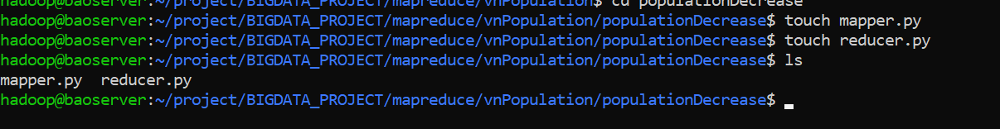 hadoop@baoserver:~/project/BIGDATA_PROJECT/mapreduce/vnPopulation$ cd populationDecrease
hadoop@baoserver:~/project/BIGDATA_PROJECT/mapreduce/vnPopulation/populationDecrease$ touch mapper.py
hadoop@baoserver:~/project/BIGDATA_PROJECT/mapreduce/vnPopulation/populationDecrease$ touch reducer.py
hadoop@baoserver:~/project/BIGDATA_PROJECT/mapreduce/vnPopulation/populationDecrease$ ls
mapper.py  reducer.py
hadoop@baoserver:~/project/BIGDATA_PROJECT/mapreduce/vnPopulation/populationDecrease$